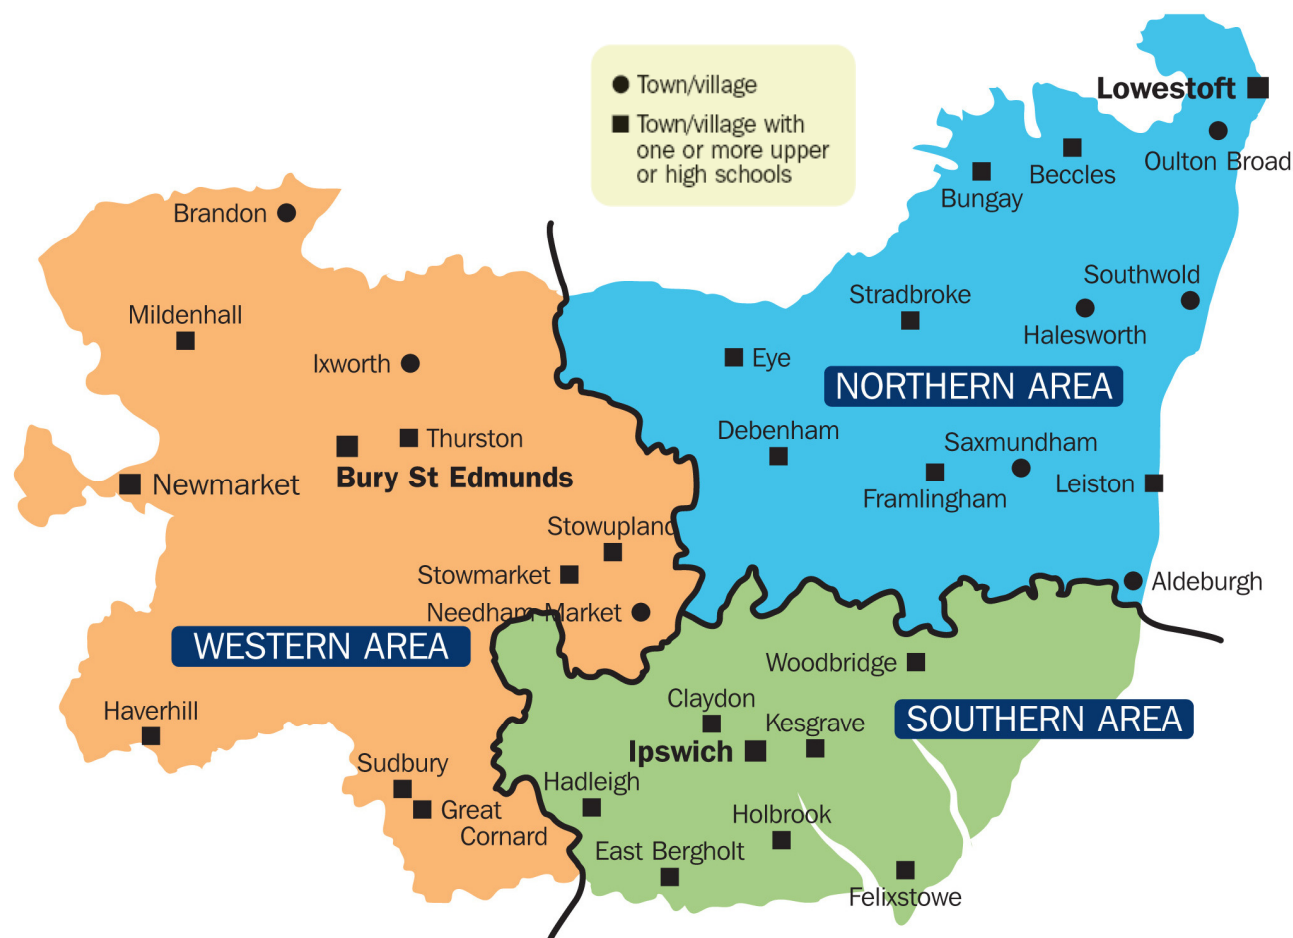 Town/village
Town/village with
one or more upper
or high schools
Lowestoft
Oulton Broad
Beccles
Bungay
Brandon
Southwold
Stradbroke
Halesworth
Mildenhall
Ixworth
Eye
NORTHERN AREA
Debenham
Thurston
Saxmundham
Bury St Edmunds
Newmarket
Leiston
Framlingham
Stowupland
Stowmarket
Aldeburgh
Needham Market
WESTERN AREA
Woodbridge
Claydon
Haverhill
Kesgrave
SOUTHERN AREA
Ipswich
Sudbury
Hadleigh
Great
Cornard
Holbrook
East Bergholt
Felixstowe